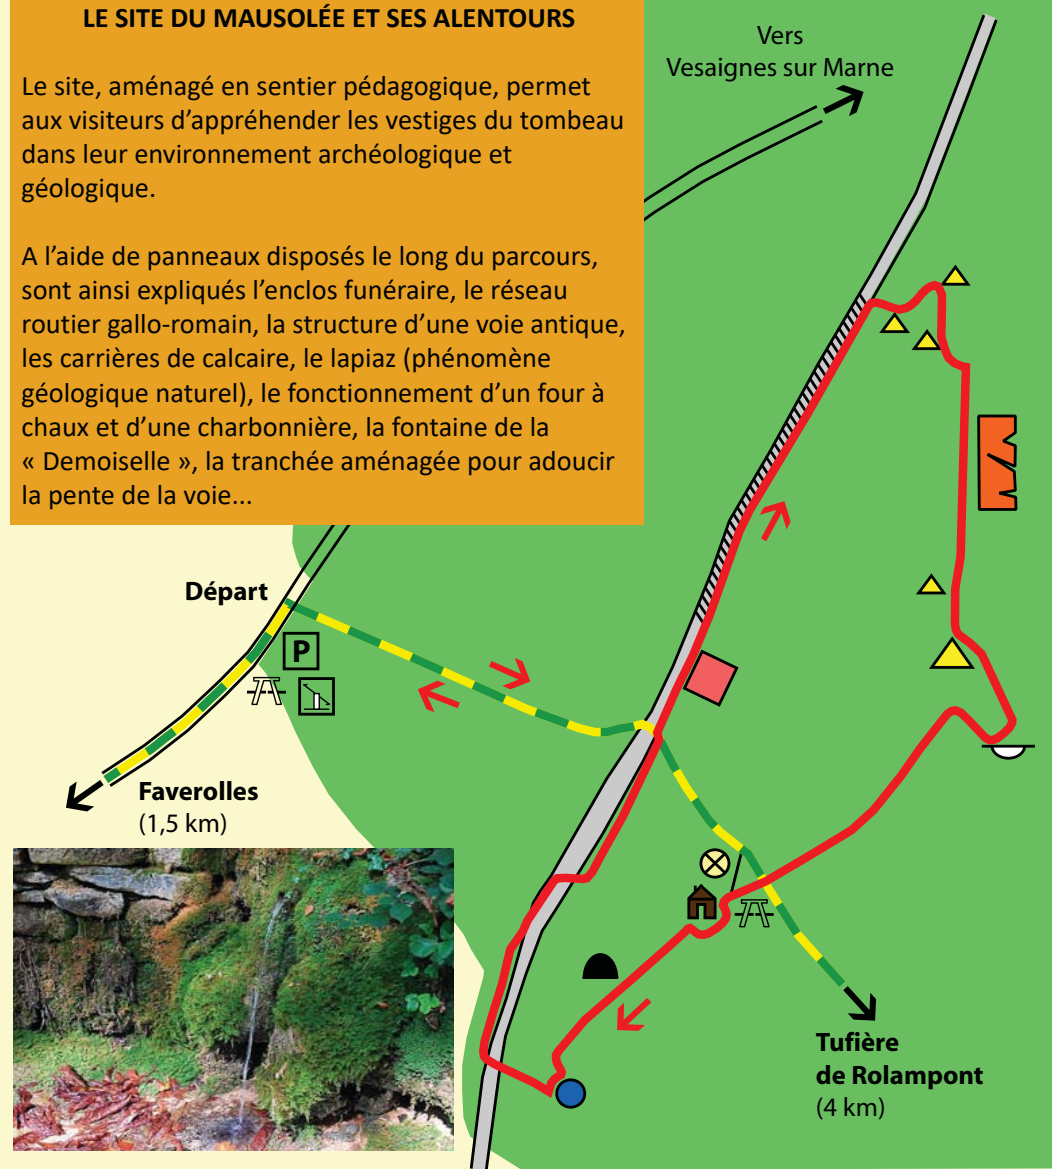 LE SITE DU MAUSOLÉE ET SES ALENTOURS
Le site, aménagé en sentier pédagogique, permet
aux visiteurs d’appréhender les vestiges du tombeau
dans leur environnement archéologique et
géologique.
A l’aide de panneaux disposés le long du parcours,
sont ainsi expliqués l’enclos funéraire, le réseau
routier gallo-romain, la structure d’une voie antique,
les carrières de calcaire, le lapiaz (phénomène
géologique naturel), le fonctionnement d’un four à
chaux et d’une charbonnière, la fontaine de la
« Demoiselle », la tranchée aménagée pour adoucir
la pente de la voie...
Vers
Vesaignes sur Marne
Départ
P
Faverolles
(1,5 km)
Tufière
de Rolampont
(4 km)